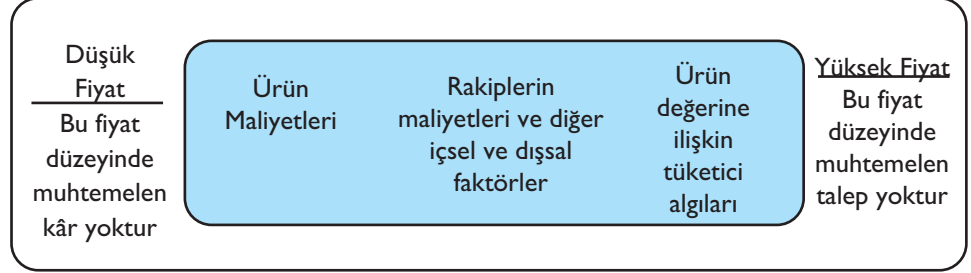 Düşük
Fiyat
Bu fiyat
düzeyinde
muhtemelen
kâr yoktur
Ürün
Maliyetleri
Rakiplerin
maliyetleri ve diğer
içsel ve dışsal
faktörler
Ürün
değerine
ilişkin
tüketici
algıları
Yüksek Fiyat
Bu fiyat
düzeyinde
muhtemelen
talep yoktur